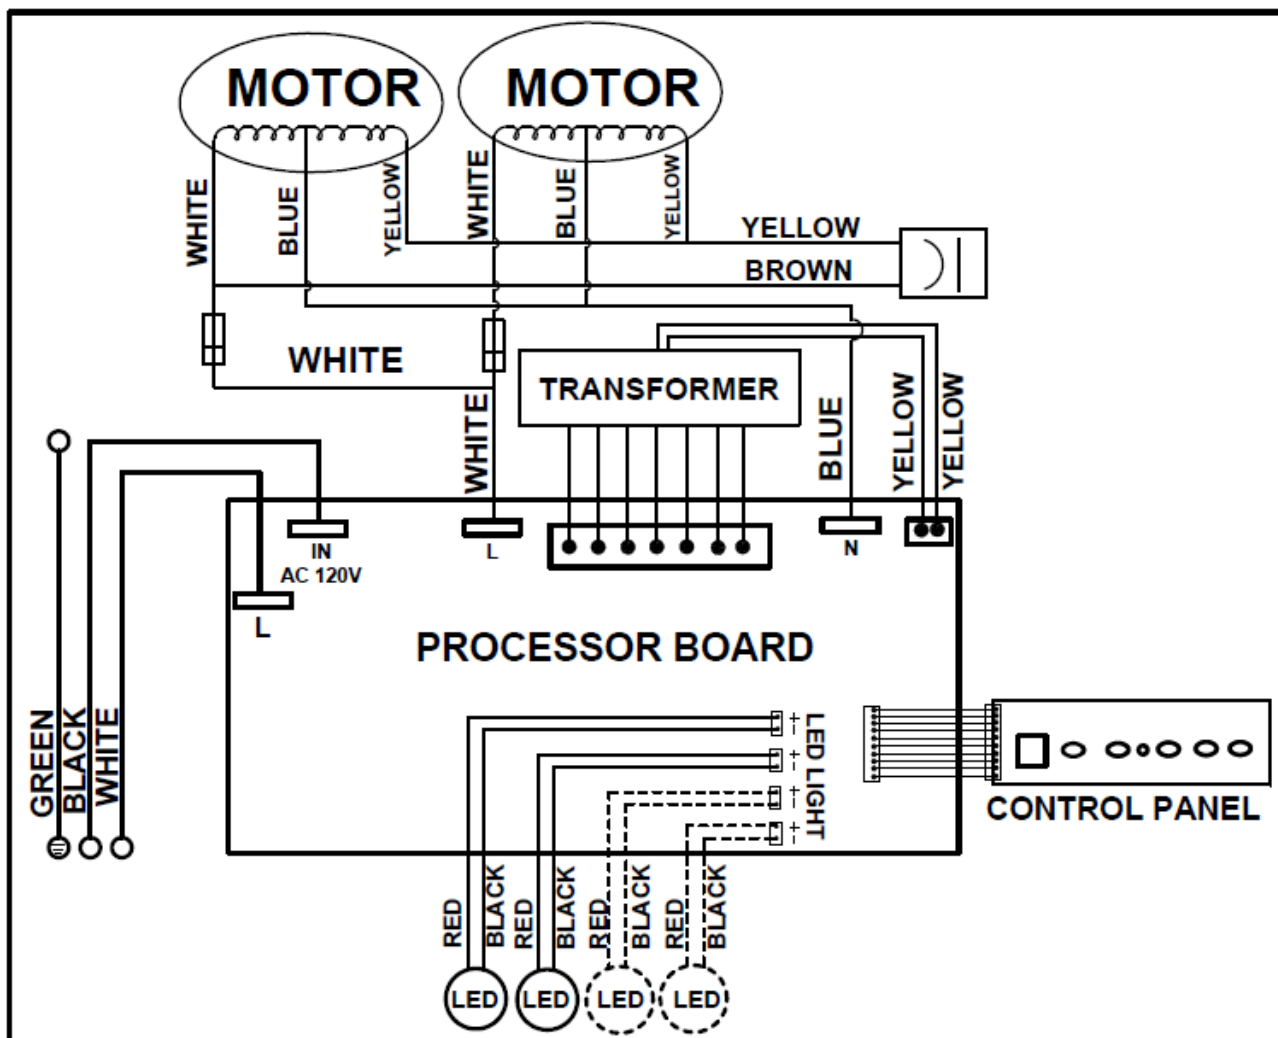 MOTOR
MOTOR
WHITE
BLUE
YELLOW
WHITE
BLUE
YELLOW
YELLOW
BROWN
WHITE
TRANSFORMER
WHITE
BLUE
YELLOW
YELLOW
IN
AC 120V
L
N
L
PROCESSOR BOARD
GREEN
BLACK
WHITE
+
-
+
-
+
-
+
-
LED LIGHT
CONTROL PANEL
RED
BLACK
RED
BLACK
RED
BLACK
RED
BLACK
LED
LED
LED
LED